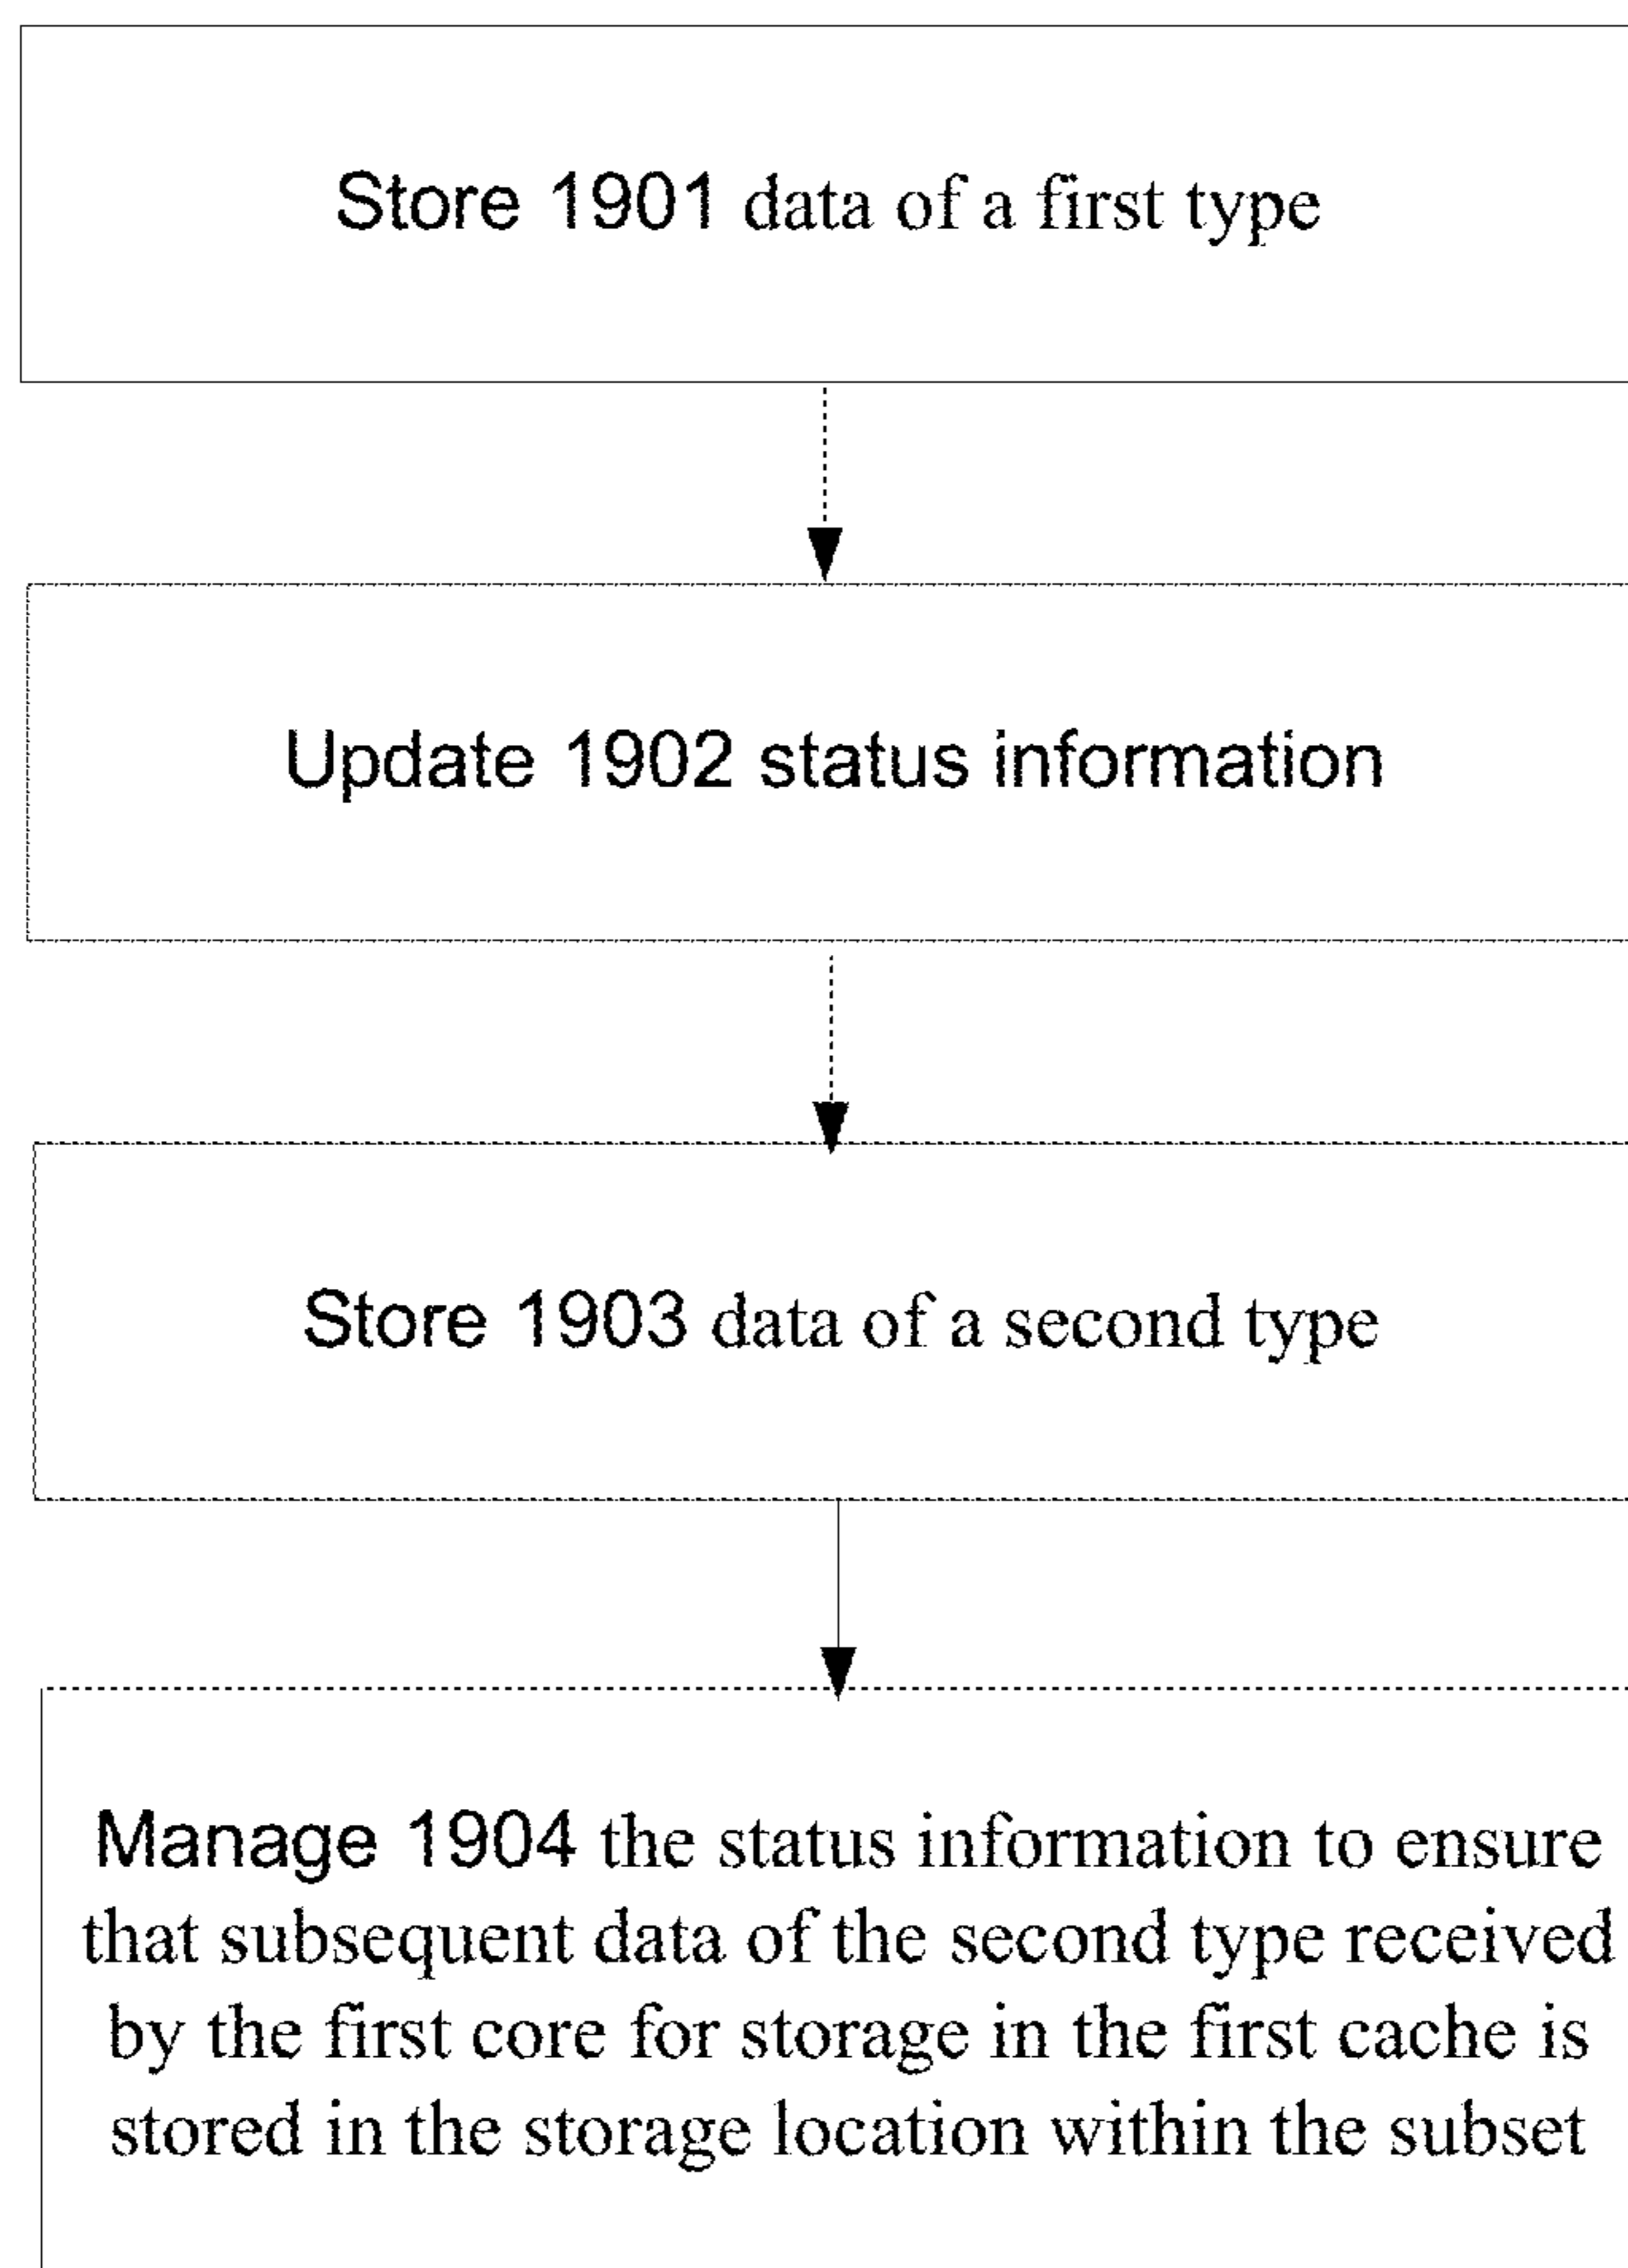 Store 1901 data of a first type
Update 1902 status information
Store 1903 data of a second type
Manage 1904 the status information to ensure
that subsequent data of the second type received
by the first core for storage in the first cache is
stored in the storage location within the subset